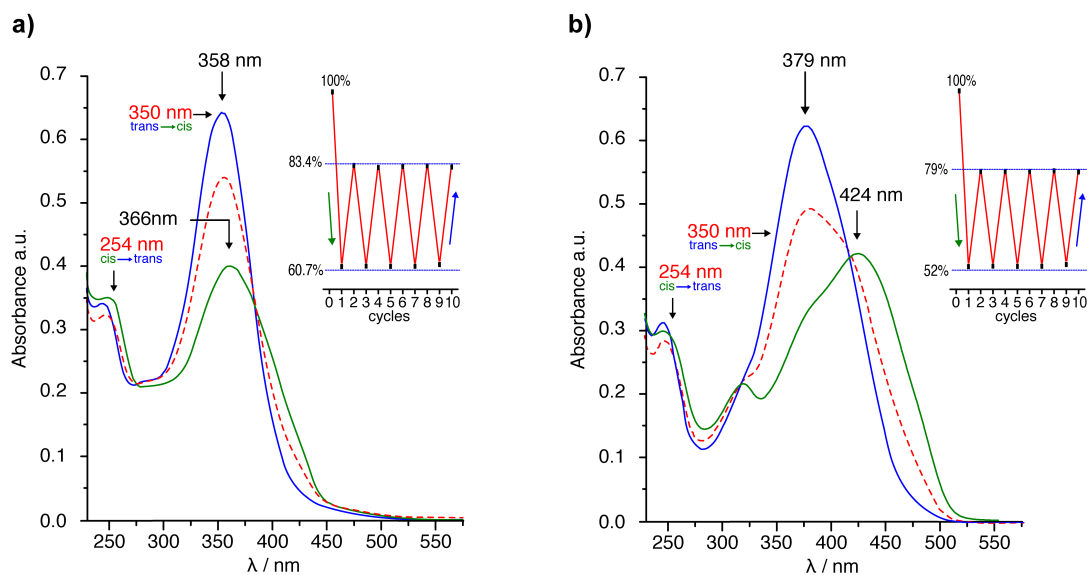 a)
358 nm
0.7
0.6
0.5
0.4
0.3
0.2
0.1
0.0
Absorbance a.u.
350 nm
trans→cis
366nm
254 nm
cis→trans
250 300 350 400 450 500 550
λ / nm
100%
83.4%
60.7%
0 1 2 3 4 5 6 7 8 9 10
cycles
b)
379 nm
0.7
0.6
0.5
0.4
0.3
0.2
0.1
0.0
Absorbance a.u.
424 nm
350 nm
trans→cis
254 nm
cis→trans
250 300 350 400 450 500 550
λ / nm
100%
79%
52%
0 1 2 3 4 5 6 7 8 9 10
cycles